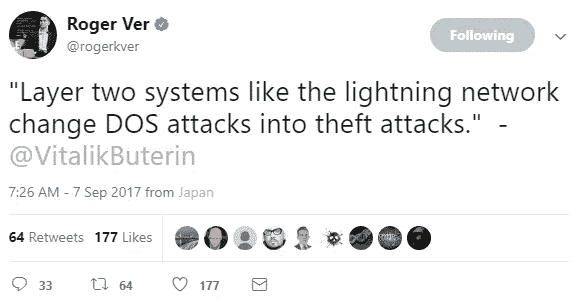 Roger Ver
@rogerkver
Following
"Layer two systems like the lightning network
change DOS attacks into theft attacks." -
@VitalikButerin
7:26 AM - 7 Sep 2017 from Japan
64 Retweets 177 Likes
33 64 177